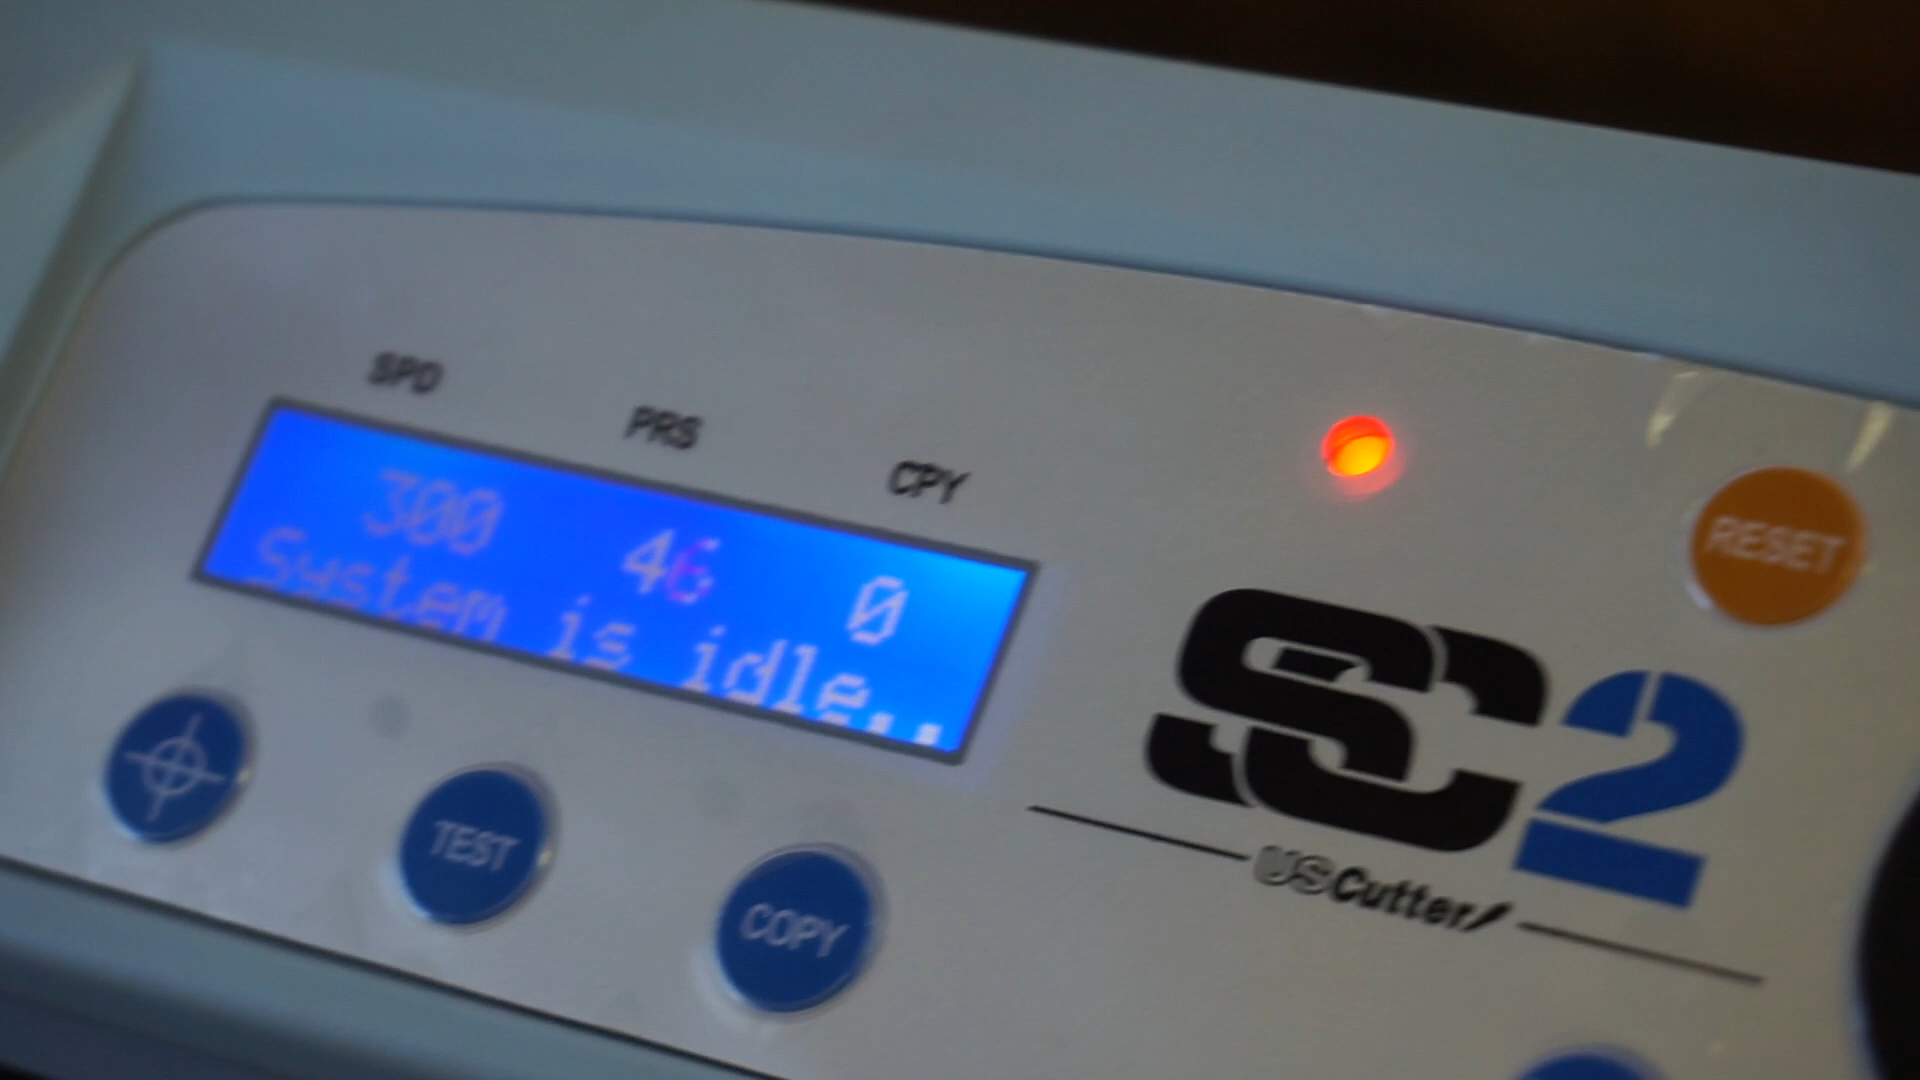 SPD PRS CPY
300 46 0
System is idle..
RESET
SC2
USCutter
TEST
COPY